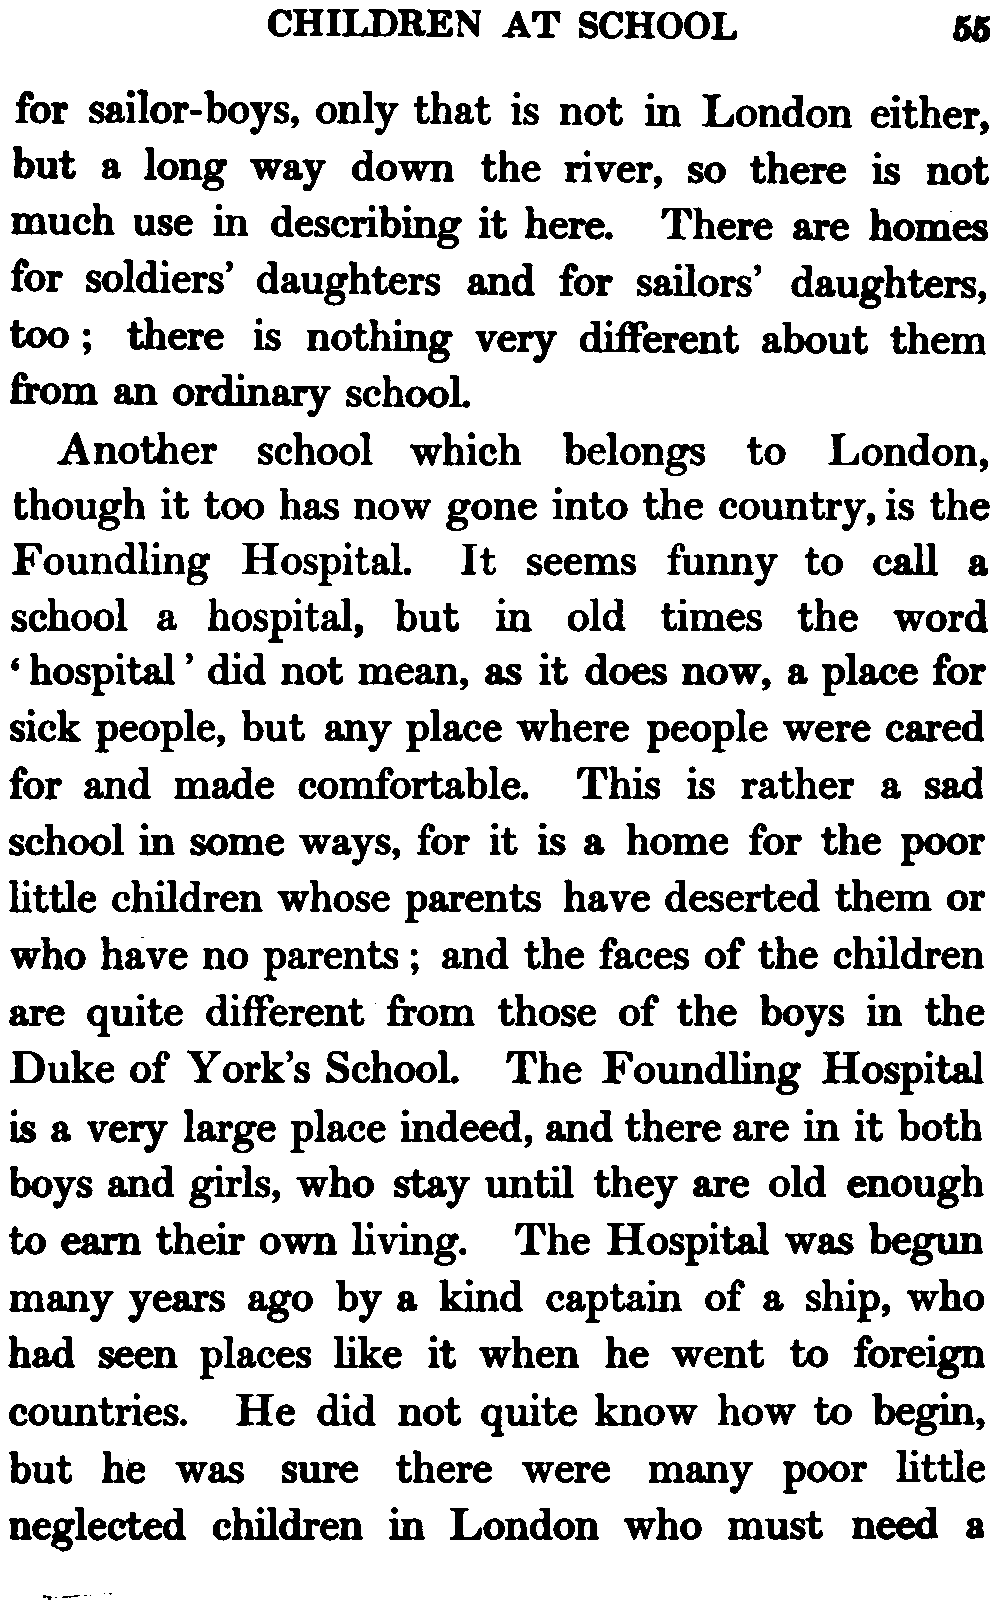 CHILDREN AT SCHOOL 55
for sailor-boys, only that is not in London either,
but a long way down the river, so there is not
much use in describing it here. There are homes
for soldiers' daughters and for sailors' daughters,
too ; there is nothing very different about them
from an ordinary school.
Another school which belongs to London,
though it too has now gone into the country, is the
Foundling Hospital. It seems funny to call a
school a hospital, but in old times the word
‘ hospital ’ did not mean, as it does now, a place for
sick people, but any place where people were cared
for and made comfortable. This is rather a sad
school in some ways, for it is a home for the poor
little children whose parents have deserted them or
who have no parents ; and the faces of the children
are quite different from those of the boys in the
Duke of York's School. The Foundling Hospital
is a very large place indeed, and there are in it both
boys and girls, who stay until they are old enough
to earn their own living. The Hospital was begun
many years ago by a kind captain of a ship, who
had seen places like it when he went to foreign
countries. He did not quite know how to begin,
but he was sure there were many poor little
neglected children in London who must need a